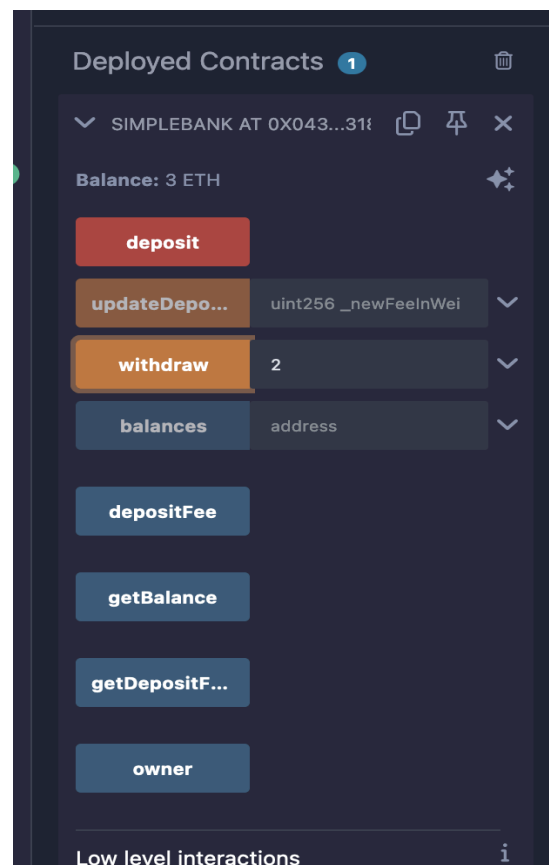 Deployed Contracts 1
SIMPLEBANK AT 0X043...318
Balance: 3 ETH
deposit
updateDepo... uint256 _newFeeInWei
withdraw 2
balances address
depositFee
getBalance
getDepositF...
owner
Low level interactions i